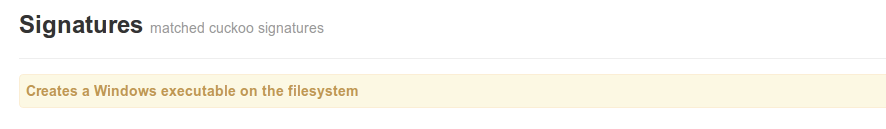 Signatures matched cuckoo signatures
Creates a Windows executable on the filesystem